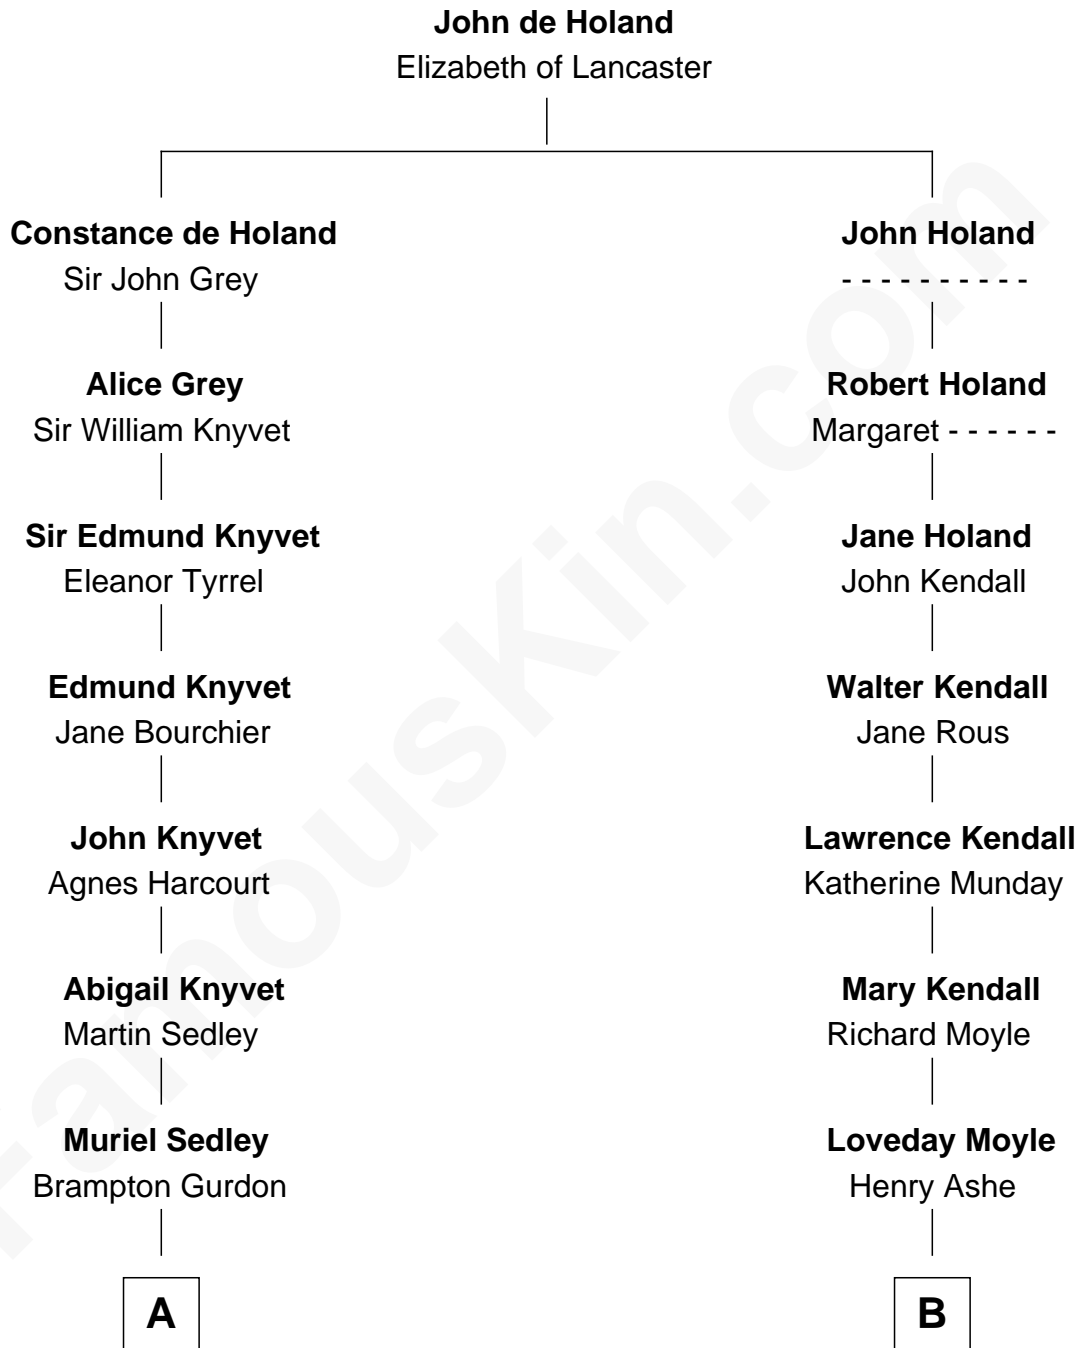 John de Holand
Elizabeth of Lancaster
Constance de Holand
Sir John Grey
John Holand
- - - - - - - - - -
Alice Grey
Sir William Knyvet
Robert Holand
Margaret - - - - - -
Sir Edmund Knyvet
Eleanor Tyrrel
Jane Holand
John Kendall
Edmund Knyvet
Jane Bourchier
Walter Kendall
Jane Rous
John Knyvet
Agnes Harcourt
Lawrence Kendall
Katherine Munday
Abigail Knyvet
Martin Sedley
Mary Kendall
Richard Moyle
Muriel Sedley
Brampton Gurdon
Loveday Moyle
Henry Ashe
A
B
FamousKin.com